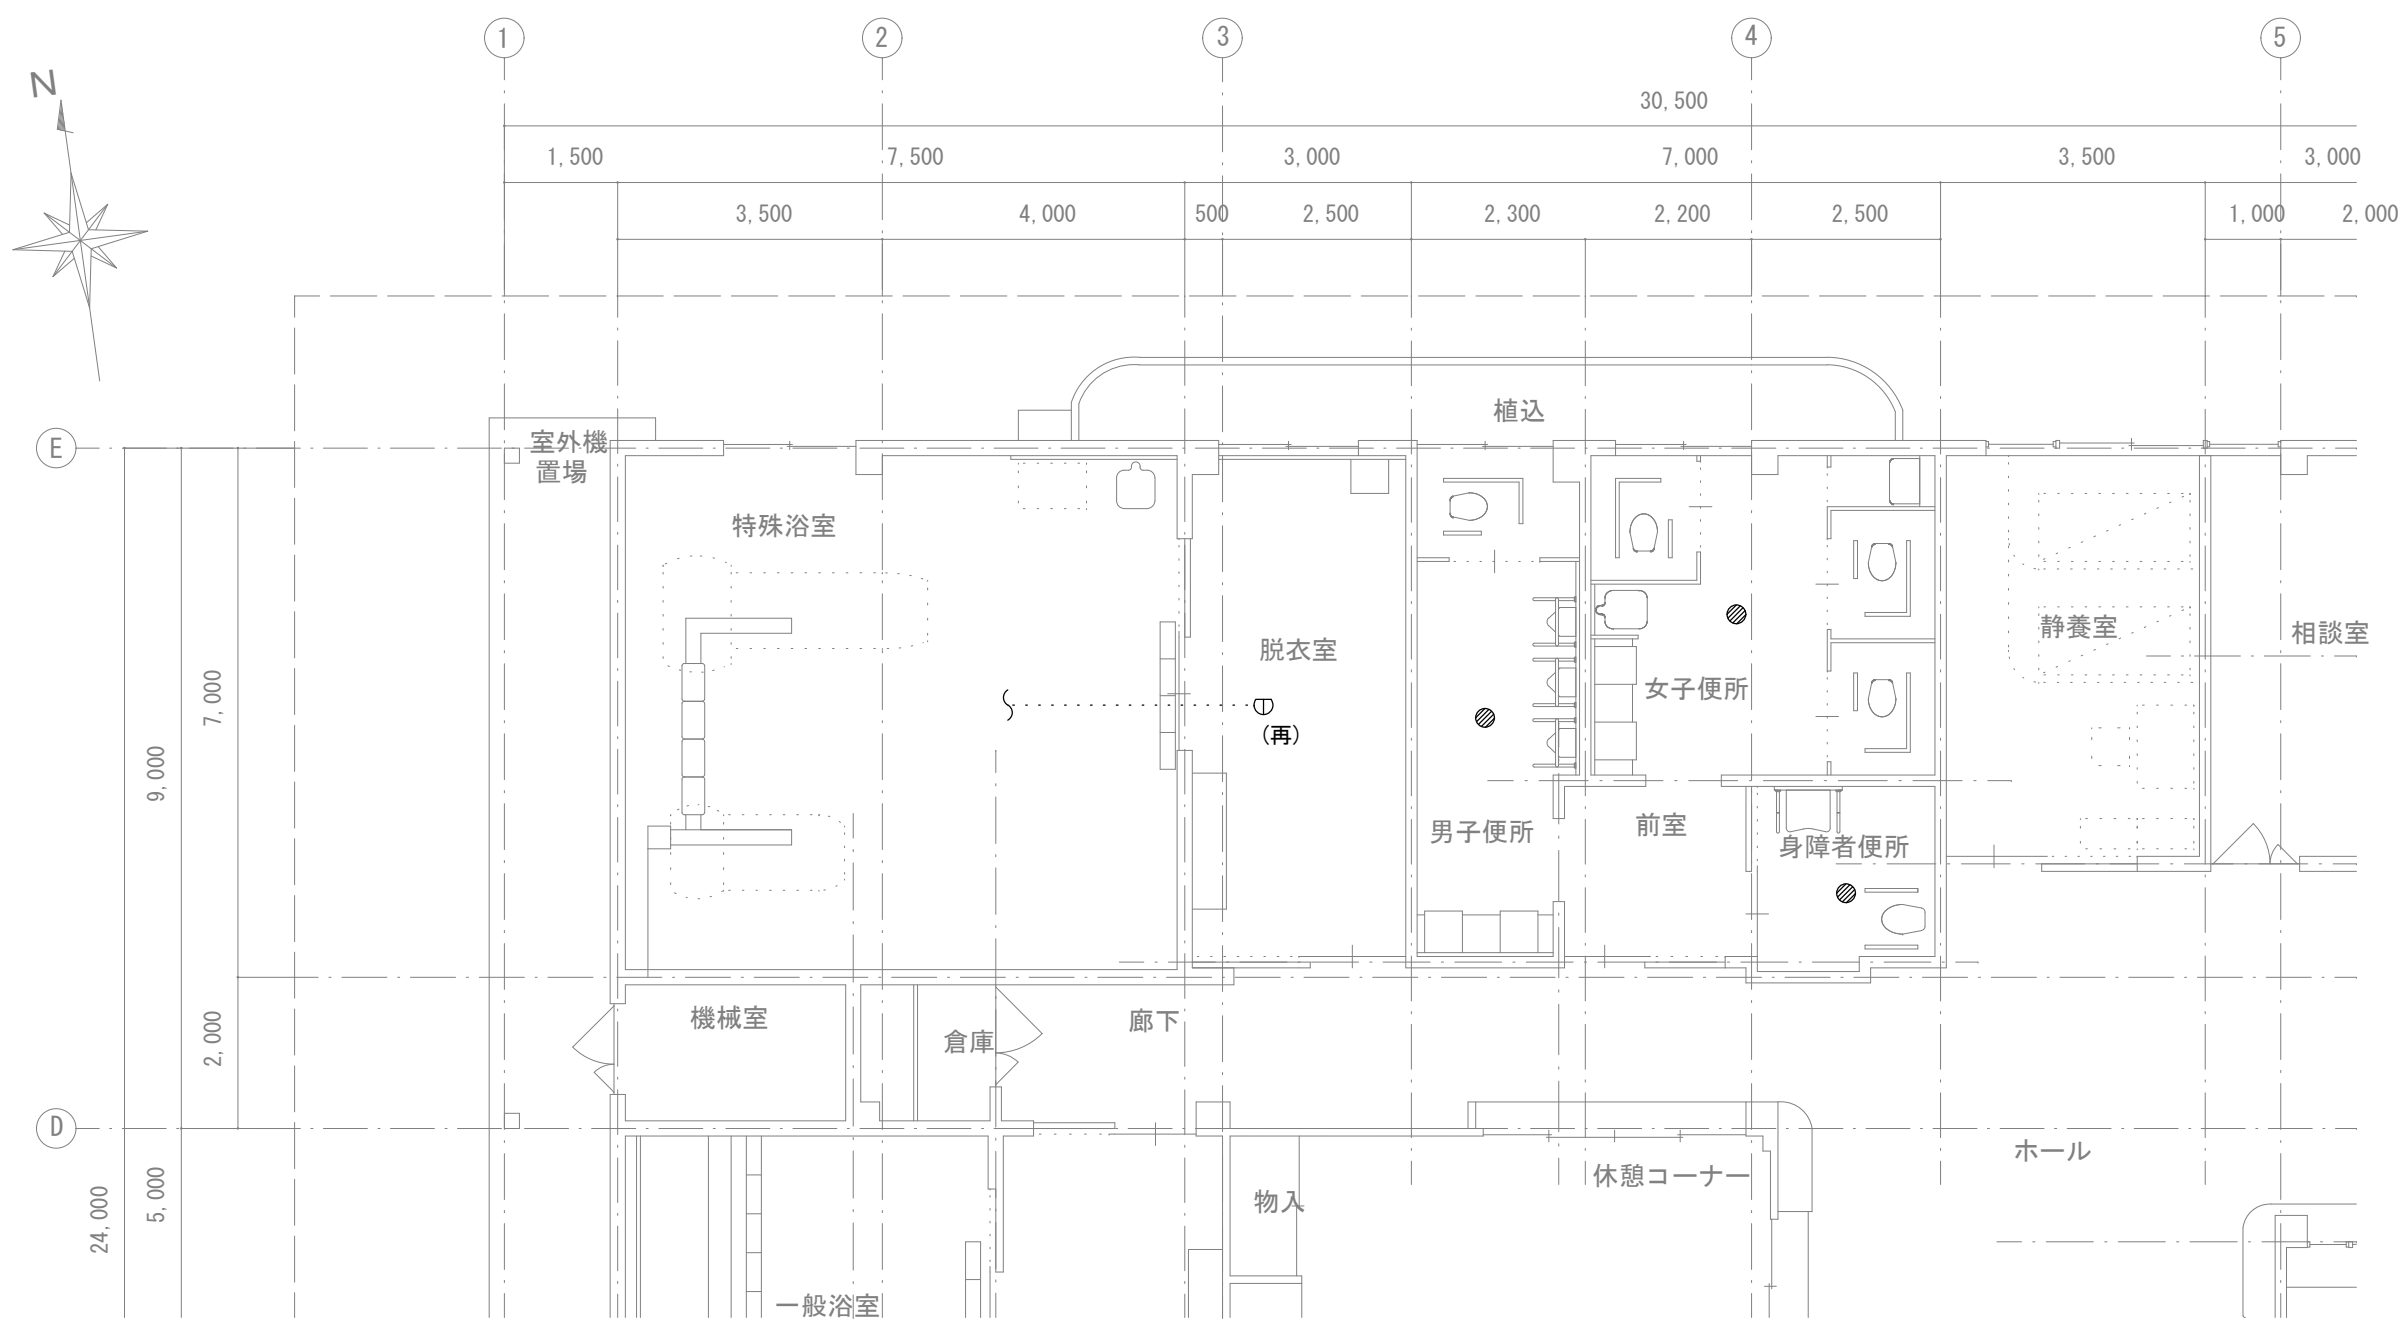 1
2
3
4
5
N
30,500
1,500
7,500
3,000
7,000
3,500
3,000
3,500
4,000
500
2,500
2,300
2,200
2,500
1,000
2,000
植込
E
室外機
置場
特殊浴室
脱衣室
静養室
相談室
女子便所
7,000
9,000
(再)
男子便所
前室
身障者便所
機械室
倉庫
廊下
2,000
D
ホール
休憩コーナー
5,000
24,000
物入
一般浴室